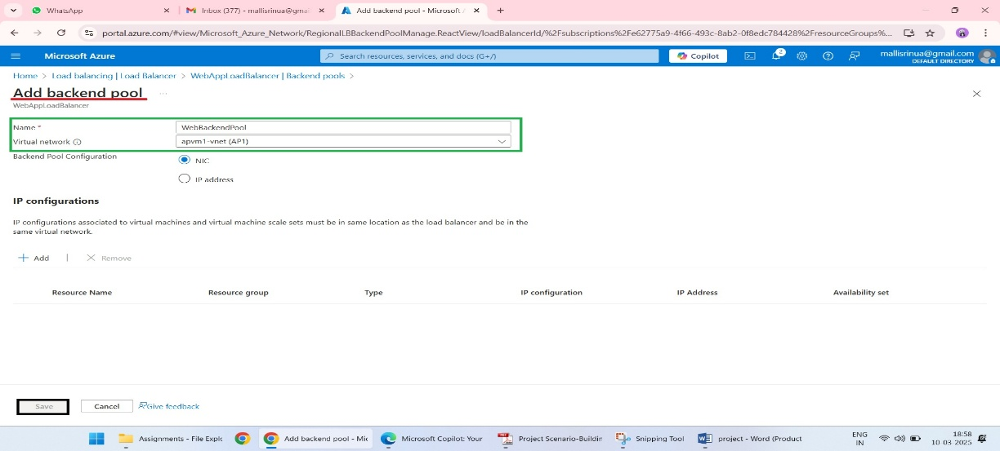 WhatsApp
Inbox (377) - mallisrinua@gmai
Add backend pool - Microsoft A
portal.azure.com/#view/Microsoft_Azure_Network/RegionalLBBackendPoolManage.ReactView/loadBalancerId/%2Fsubscriptions%2Fe62775a9-4f66-493c-8ab2-0f8edc784428%2FresourceGroups%...
Microsoft Azure
Search resources, services, and docs (G+/)
Copilot
2
mallisrinua@gmail.com
DEFAULT DIRECTORY
Home > Load balancing | Load Balancer > WebAppLoadBalancer | Backend pools >
Add backend pool ...
WebAppLoadBalancer
Name * WebBackendPool
Virtual network apvm1-vnet (AP1)
Backend Pool Configuration NIC
IP address
IP configurations
IP configurations associated to virtual machines and virtual machine scale sets must be in same location as the load balancer and be in the
same virtual network.
Add | Remove
Resource Name Resource group Type IP configuration IP Address Availability set
Save Cancel Give feedback
Assignments - File Explo
Add backend pool - Mic
Microsoft Copilot: Your
Project Scenario-Buildin
Snipping Tool
project - Word (Product
ENG
IN
18:58
10-03-2025